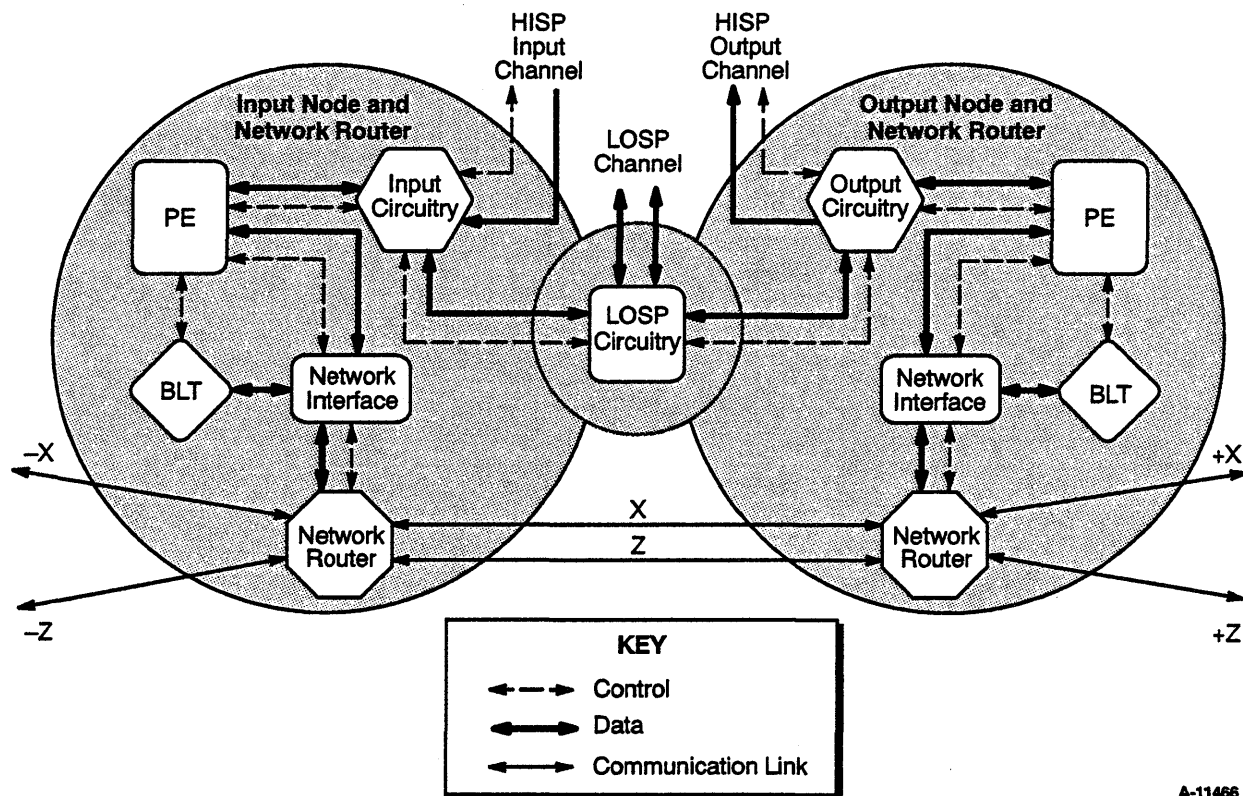 HISP
Input
Channel
HISP
Output
Channel
Input Node and
Network Router
Output Node and
Network Router
LOSP
Channel
PE
Input
Circuitry
Output
Circuitry
PE
LOSP
Circuitry
BLT
Network
Interface
Network
Interface
BLT
–X
+X
Network
Router
X
Z
Network
Router
–Z
+Z
KEY
Control
Data
Communication Link
A-11466